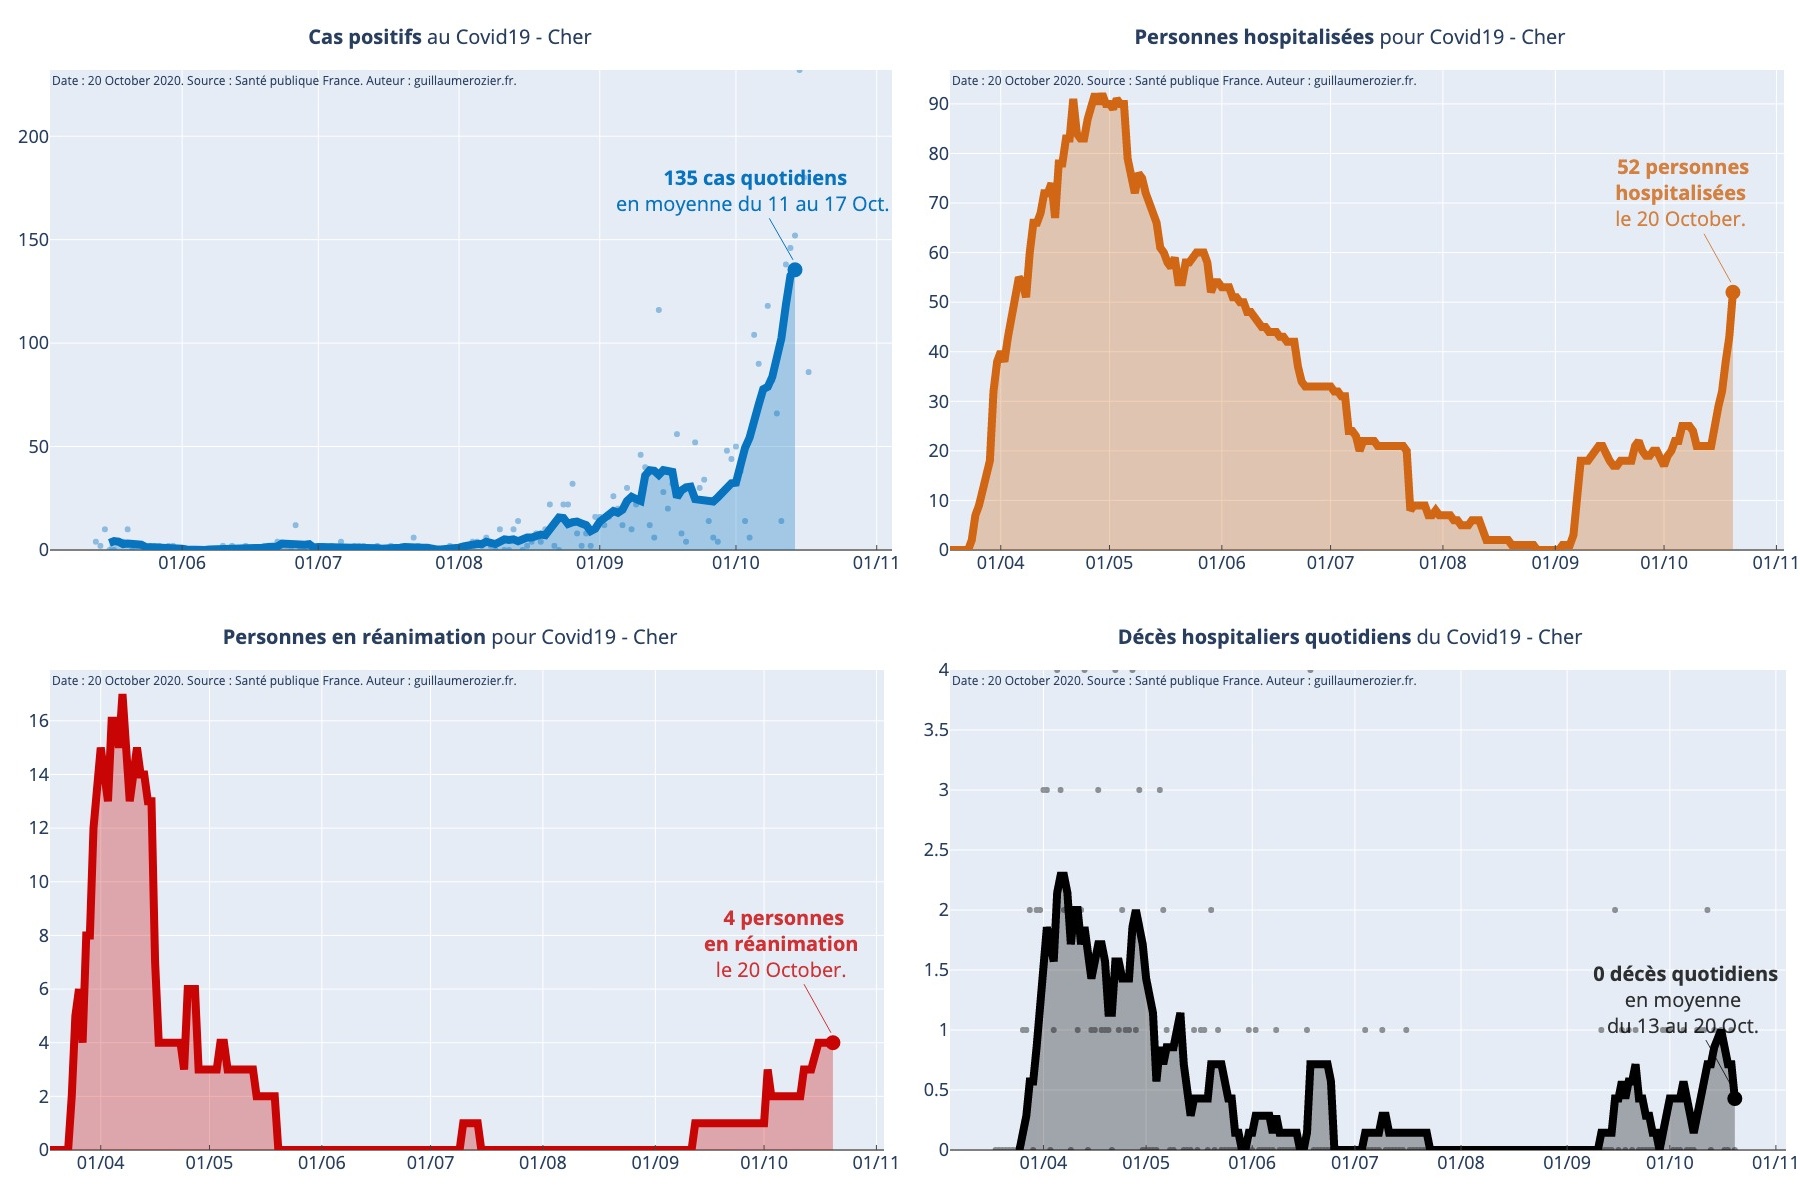 Cas positifs au Covid19 - Cher
Date : 20 October 2020. Source : Santé publique France. Auteur : guillaumerozier.fr.
200
150
100
50
0
135 cas quotidiens
en moyenne du 11 au 17 Oct.
01/06 01/07 01/08 01/09 01/10 01/11
Personnes hospitalisées pour Covid19 - Cher
Date : 20 October 2020. Source : Santé publique France. Auteur : guillaumerozier.fr.
90
80
70
60
50
40
30
20
10
0
52 personnes
hospitalisées
le 20 October.
01/04 01/05 01/06 01/07 01/08 01/09 01/10 01/11
Personnes en réanimation pour Covid19 - Cher
Date : 20 October 2020. Source : Santé publique France. Auteur : guillaumerozier.fr.
16
14
12
10
8
6
4
2
0
4 personnes
en réanimation
le 20 October.
01/04 01/05 01/06 01/07 01/08 01/09 01/10 01/11
Décès hospitaliers quotidiens du Covid19 - Cher
4
Date : 20 October 2020. Source : Santé publique France. Auteur : guillaumerozier.fr.
3.5
3
2.5
2
1.5
1
0.5
0
0 décès quotidiens
en moyenne
du 13 au 20 Oct.
01/04 01/05 01/06 01/07 01/08 01/09 01/10 01/11